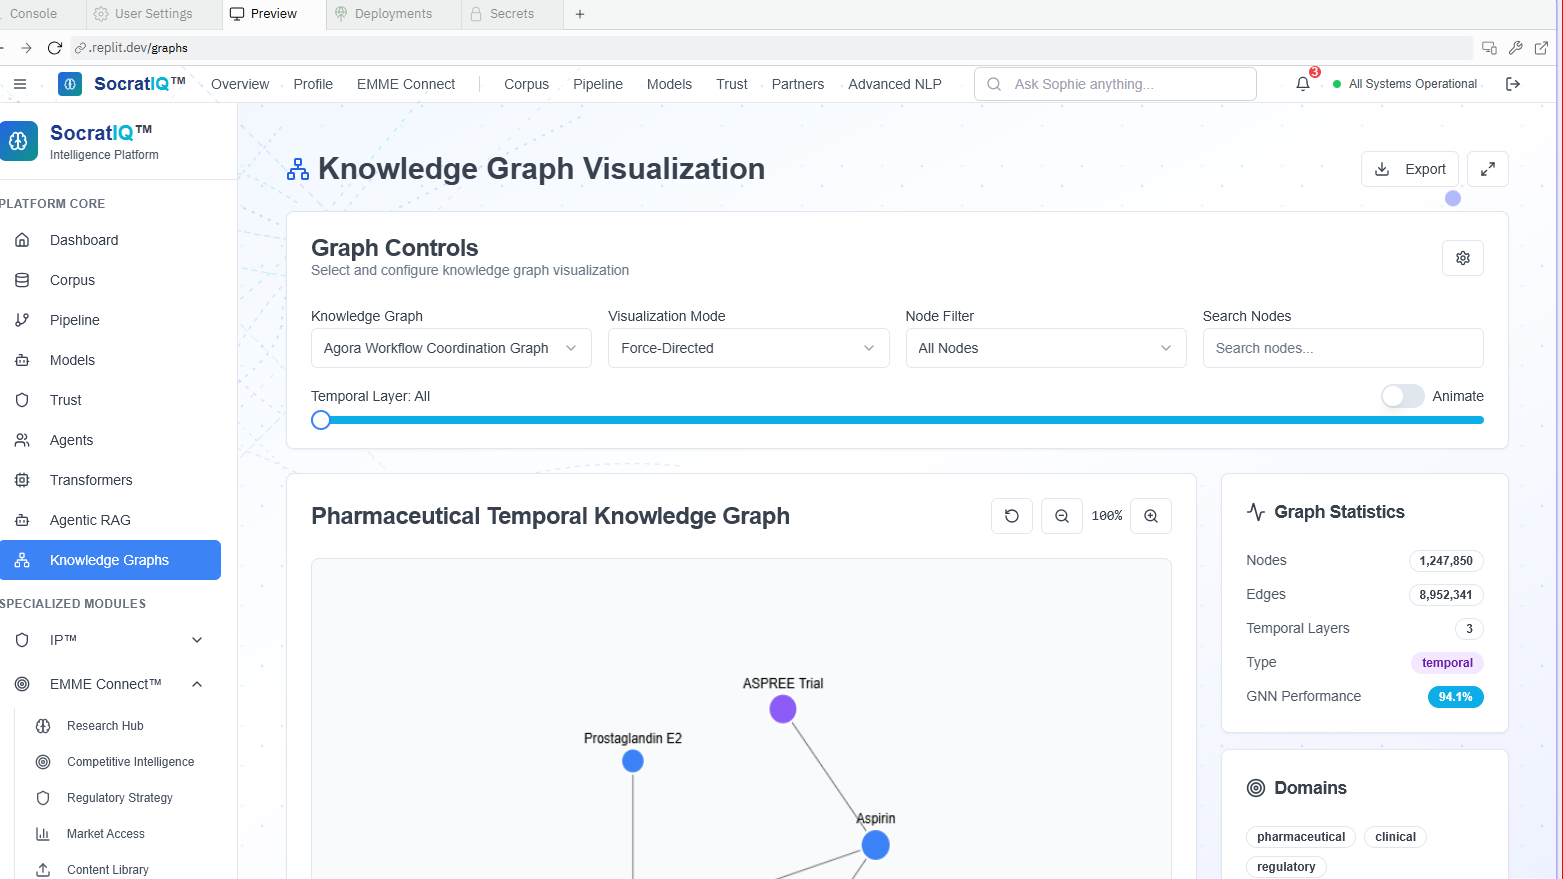 Console
User Settings
Preview
Deployments
Secrets
.replit.dev/graphs
SocratIQ™
Overview
Profile
EMME Connect
Corpus
Pipeline
Models
Trust
Partners
Advanced NLP
Ask Sophie anything...
3
All Systems Operational
SocratIQ™
Intelligence Platform
PLATFORM CORE
Dashboard
Corpus
Pipeline
Models
Trust
Agents
Transformers
Agentic RAG
Knowledge Graphs
SPECIALIZED MODULES
IP™
EMME Connect™
Research Hub
Competitive Intelligence
Regulatory Strategy
Market Access
Content Library
Knowledge Graph Visualization
Export
Graph Controls
Select and configure knowledge graph visualization
Knowledge Graph
Agora Workflow Coordination Graph
Visualization Mode
Force-Directed
Node Filter
All Nodes
Search Nodes
Search nodes...
Temporal Layer: All
Animate
Pharmaceutical Temporal Knowledge Graph
100%
ASPREE Trial
Prostaglandin E2
Aspirin
Graph Statistics
Nodes
1,247,850
Edges
8,952,341
Temporal Layers
3
Type
temporal
GNN Performance
94.1%
Domains
pharmaceutical
clinical
regulatory